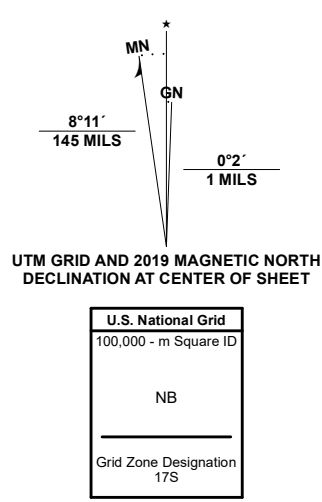 ★
MN
GN
8°11´
145 MILS
0°2´
1 MILS
UTM GRID AND 2019 MAGNETIC NORTH
DECLINATION AT CENTER OF SHEET
U.S. National Grid
100,000 - m Square ID
NB
Grid Zone Designation
17S